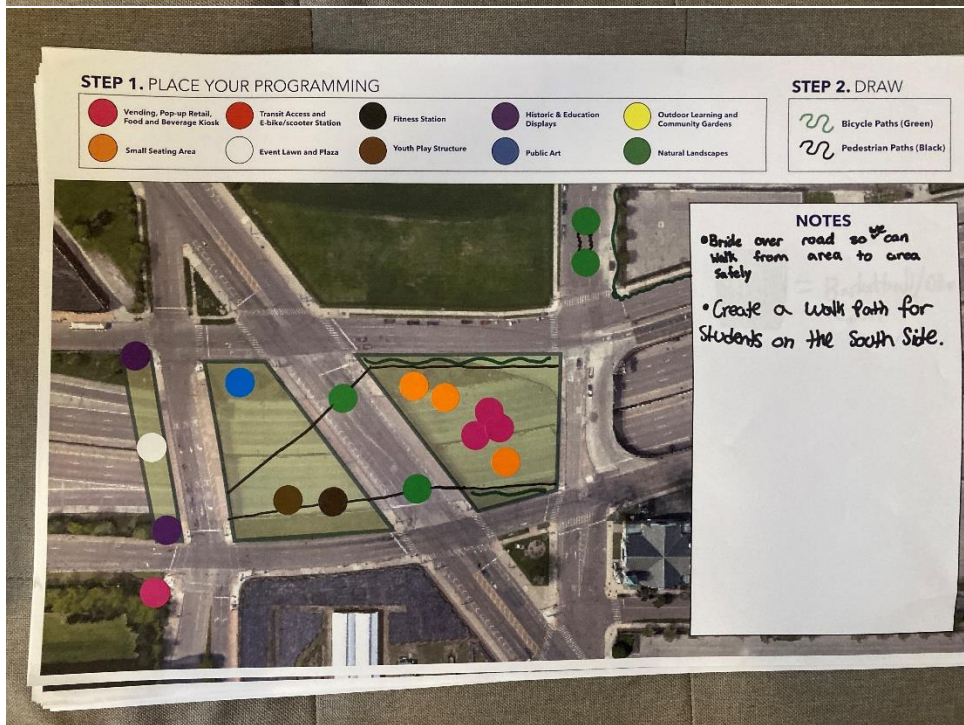 STEP 1. PLACE YOUR PROGRAMMING
Vending, Pop-up Retail,
Food and Beverage Kiosk
Transit Access and
E-bike/scooter Station
Fitness Station
Historic & Education
Displays
Outdoor Learning and
Community Gardens
Small Seating Area
Event Lawn and Plaza
Youth Play Structure
Public Art
Natural Landscapes
STEP 2. DRAW
Bicycle Paths (Green)
Pedestrian Paths (Black)
NOTES
•Bride over road so we can
walk from area to area
safely
•Create a walk Path for
Students on the South Side.